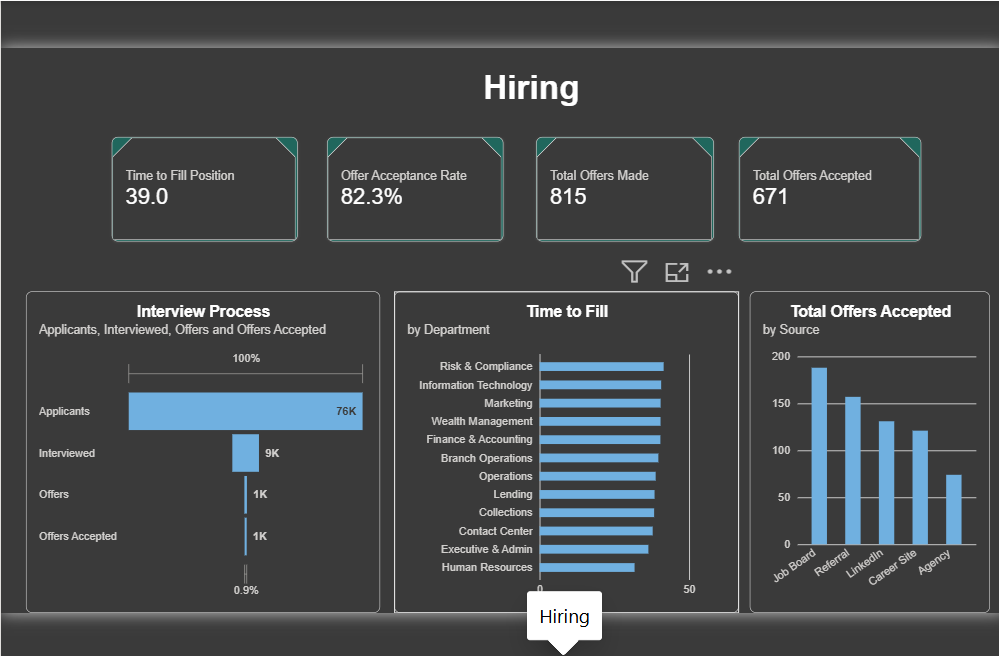 Hiring
Time to Fill Position
39.0
Offer Acceptance Rate
82.3%
Total Offers Made
815
Total Offers Accepted
671
Interview Process
Applicants, Interviewed, Offers and Offers Accepted
100%
Applicants
76K
Interviewed
9K
Offers
1K
Offers Accepted
1K
0.9%
Time to Fill
by Department
Risk & Compliance
Information Technology
Marketing
Wealth Management
Finance & Accounting
Branch Operations
Operations
Lending
Collections
Contact Center
Executive & Admin
Human Resources
0
50
Total Offers Accepted
by Source
200
150
100
50
0
Job Board
Referral
LinkedIn
Career Site
Agency
Hiring